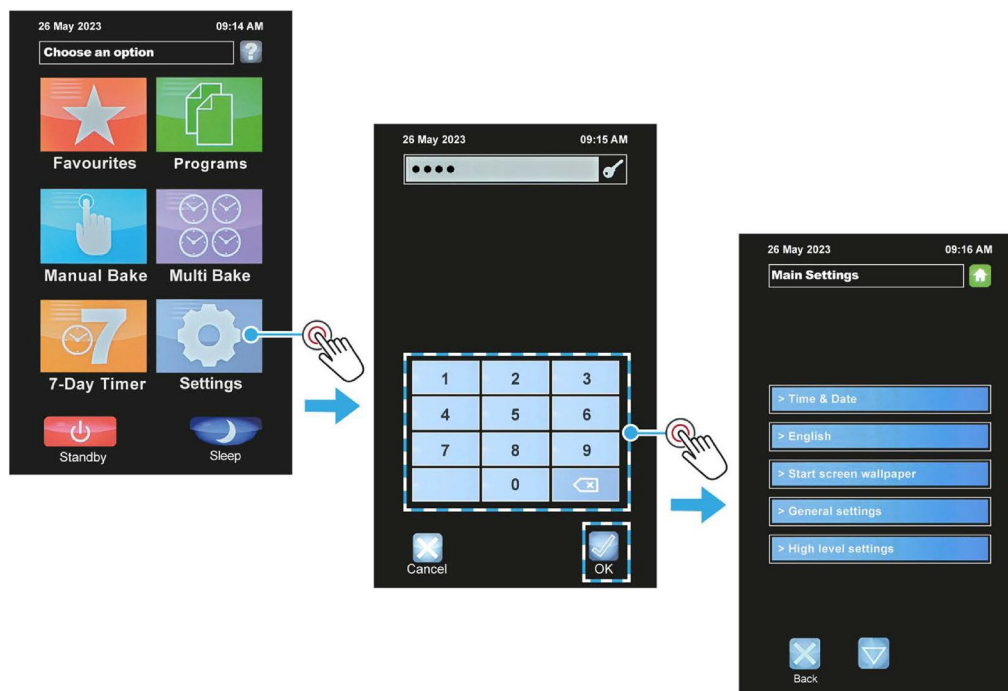 26 May 2023 09:14 AM
Choose an option ?
Favourites Programs
Manual Bake Multi Bake
7
7-Day Timer Settings
Standby Sleep
26 May 2023 09:15 AM
••••
1 2 3
4 5 6
7 8 9
0
Cancel OK
26 May 2023 09:16 AM
Main Settings
> Time & Date
> English
> Start screen wallpaper
> General settings
> High level settings
Back